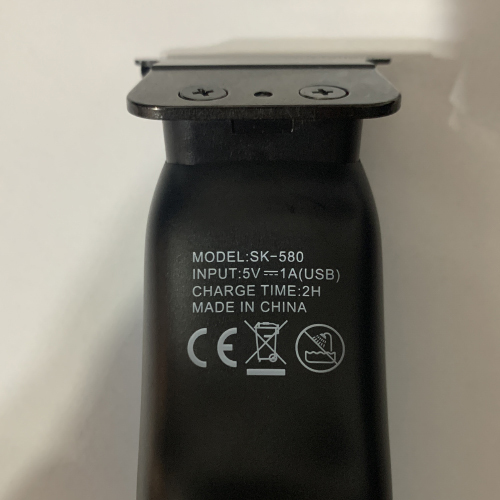 MODEL:SK-580
INPUT:5V⎓1A(USB)
CHARGE TIME:2H
MADE IN CHINA
CE